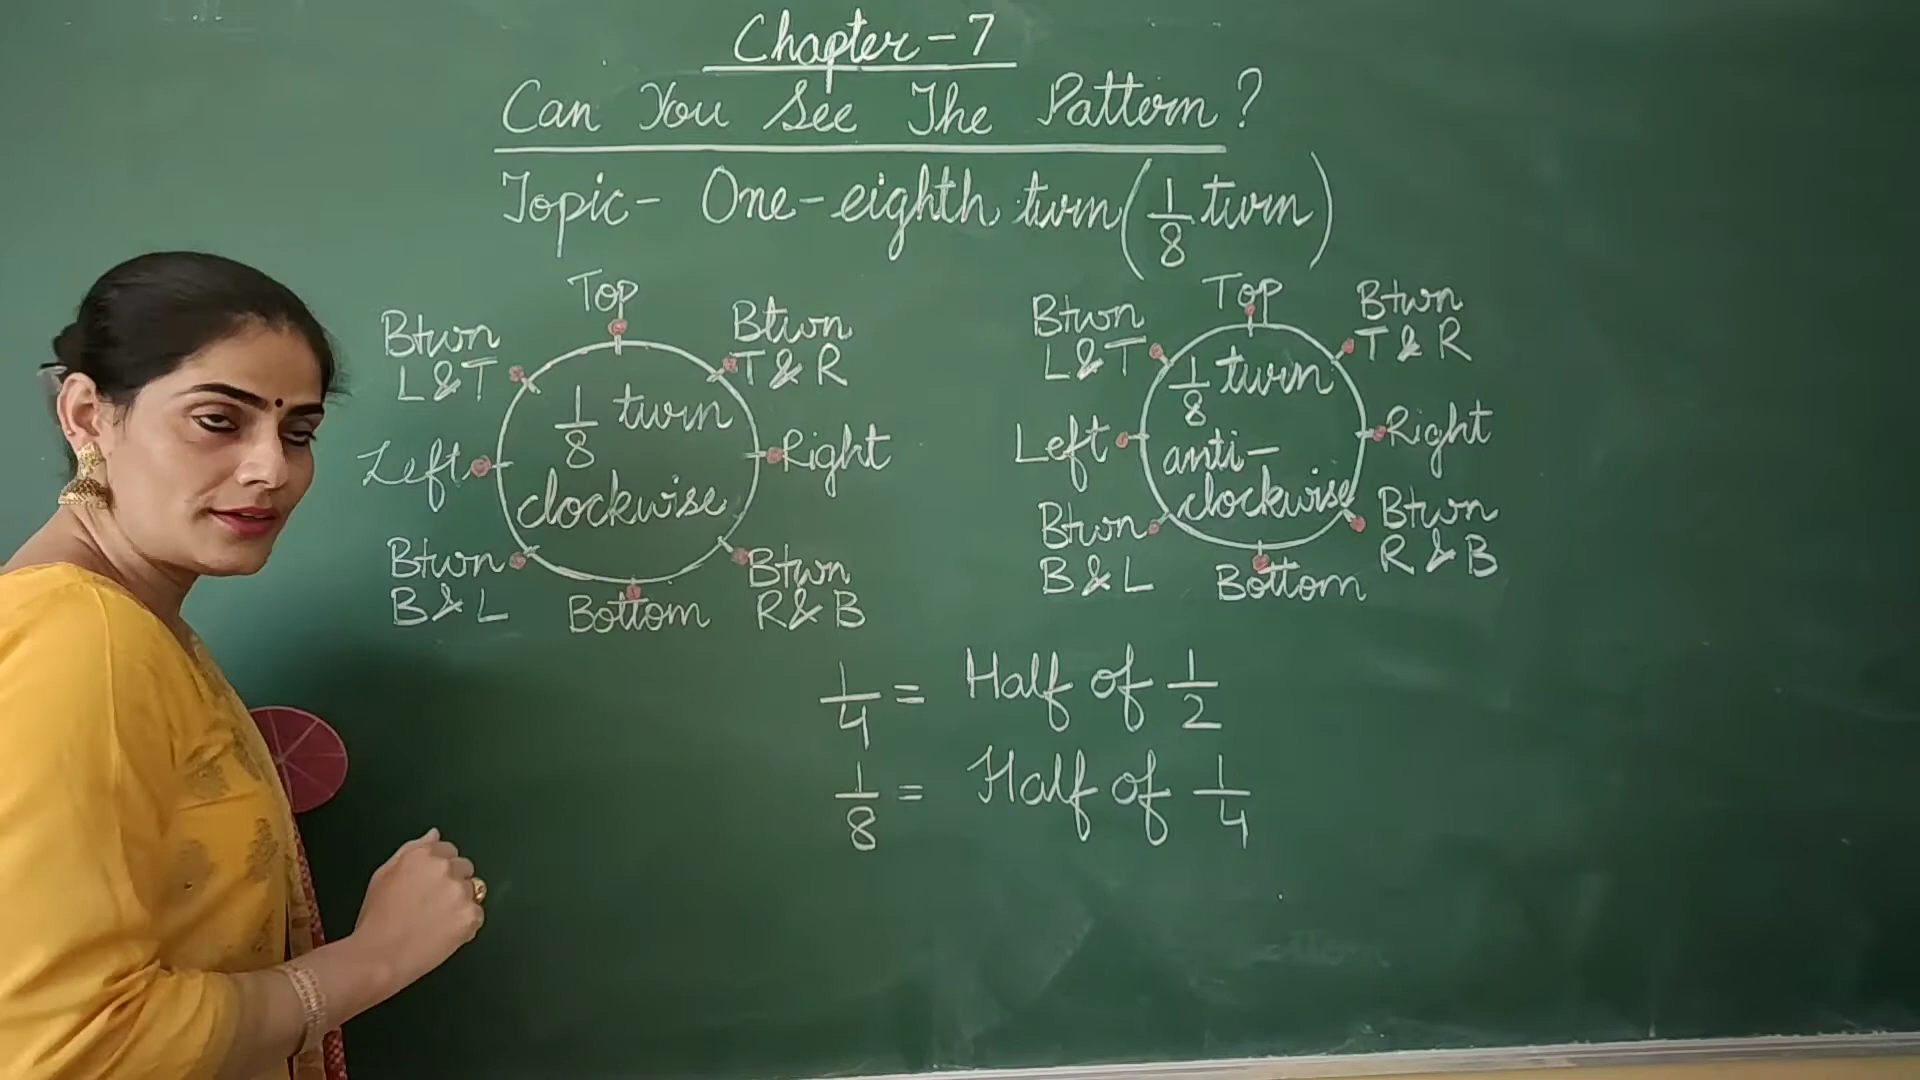 Chapter-7
Can You See The Pattern?
Topic- One-eighth turn (1/8 turn)
Top
Btwn
T & R
Right
Btwn
R & B
Bottom
Btwn
B & L
Left
Btwn
L & T
1/8 turn
clockwise
Top
Btwn
T & R
Right
Btwn
R & B
Bottom
Btwn
B & L
Left
Btwn
L & T
1/8 turn
anti-
clockwise
1/4 = Half of 1/2
1/8 = Half of 1/4